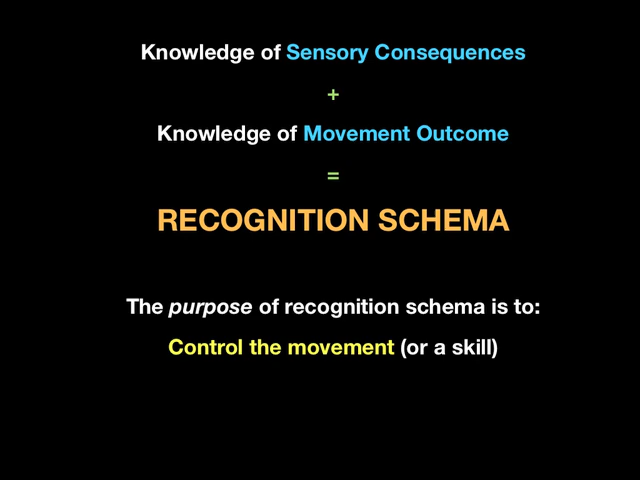 Knowledge of Sensory Consequences
+
Knowledge of Movement Outcome
=
RECOGNITION SCHEMA
The purpose of recognition schema is to:
Control the movement (or a skill)